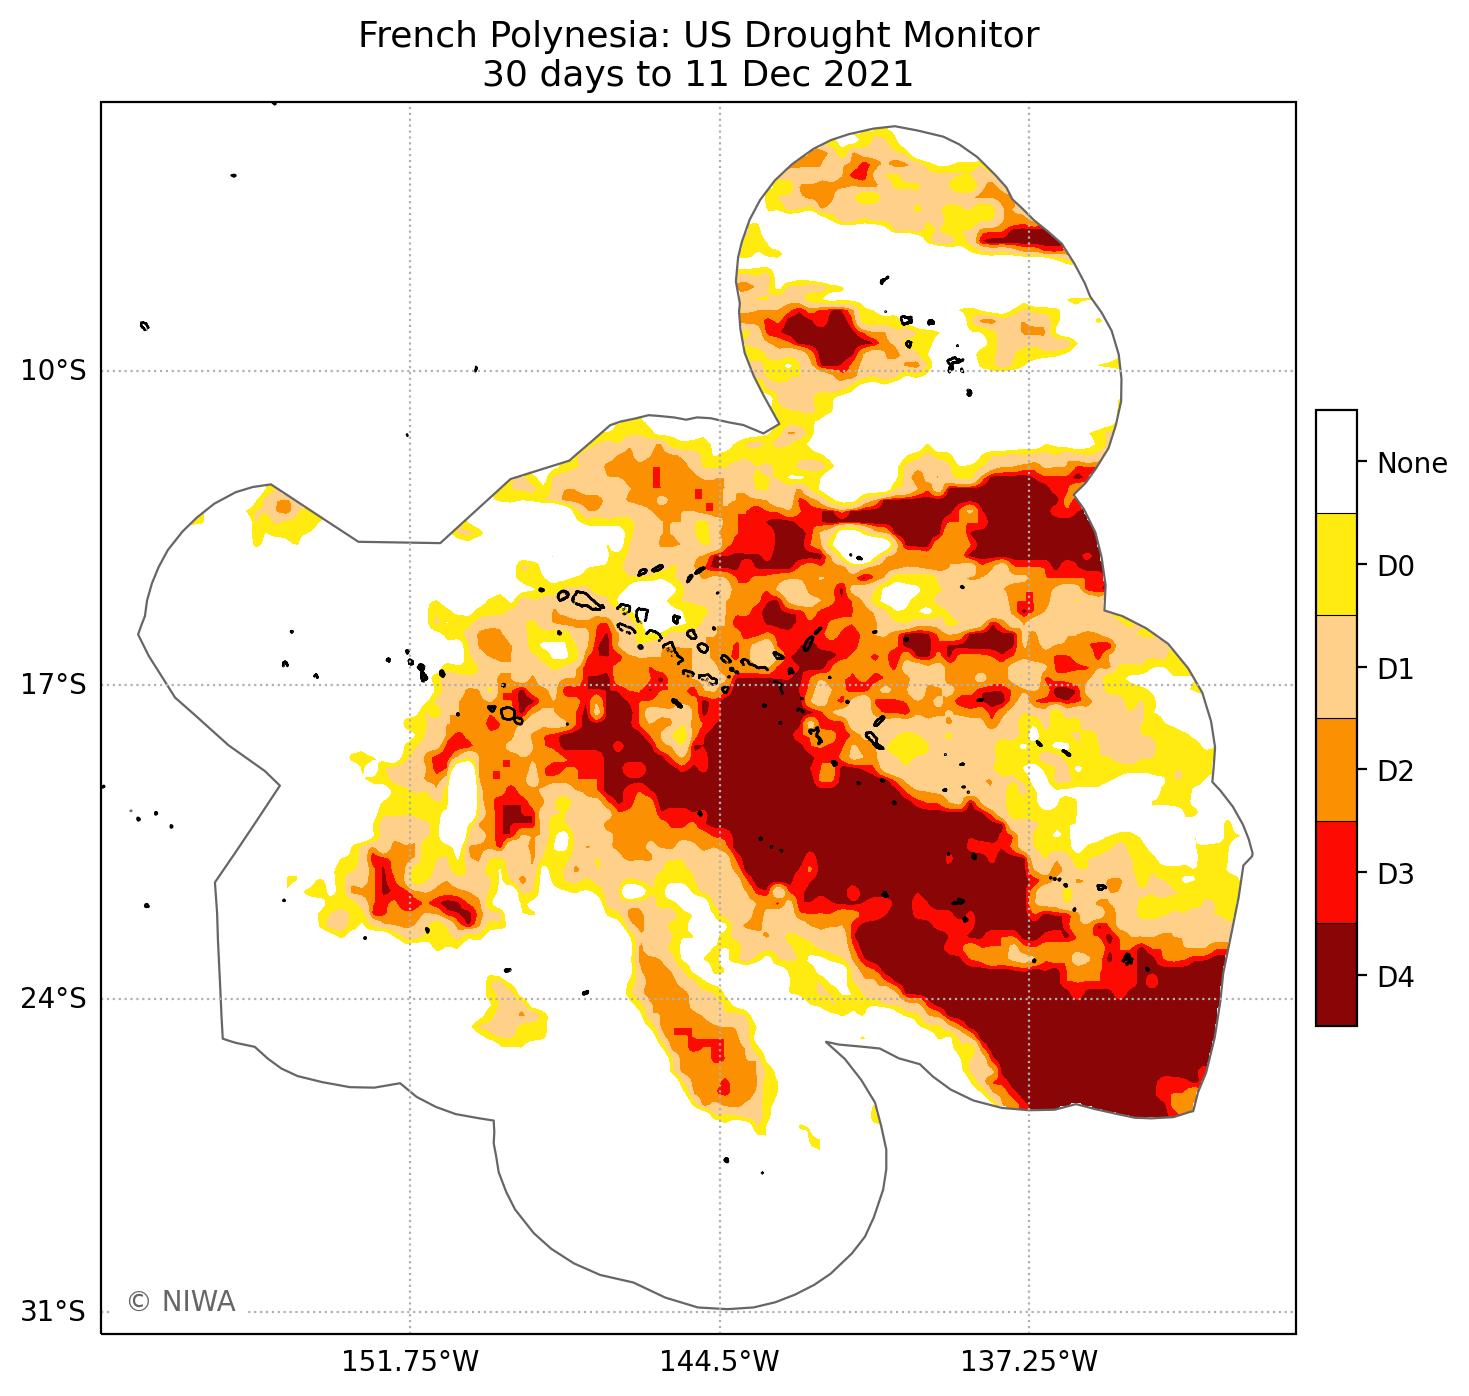 French Polynesia: US Drought Monitor
30 days to 11 Dec 2021
10°S
17°S
24°S
31°S
151.75°W
144.5°W
137.25°W
None
D0
D1
D2
D3
D4
© NIWA